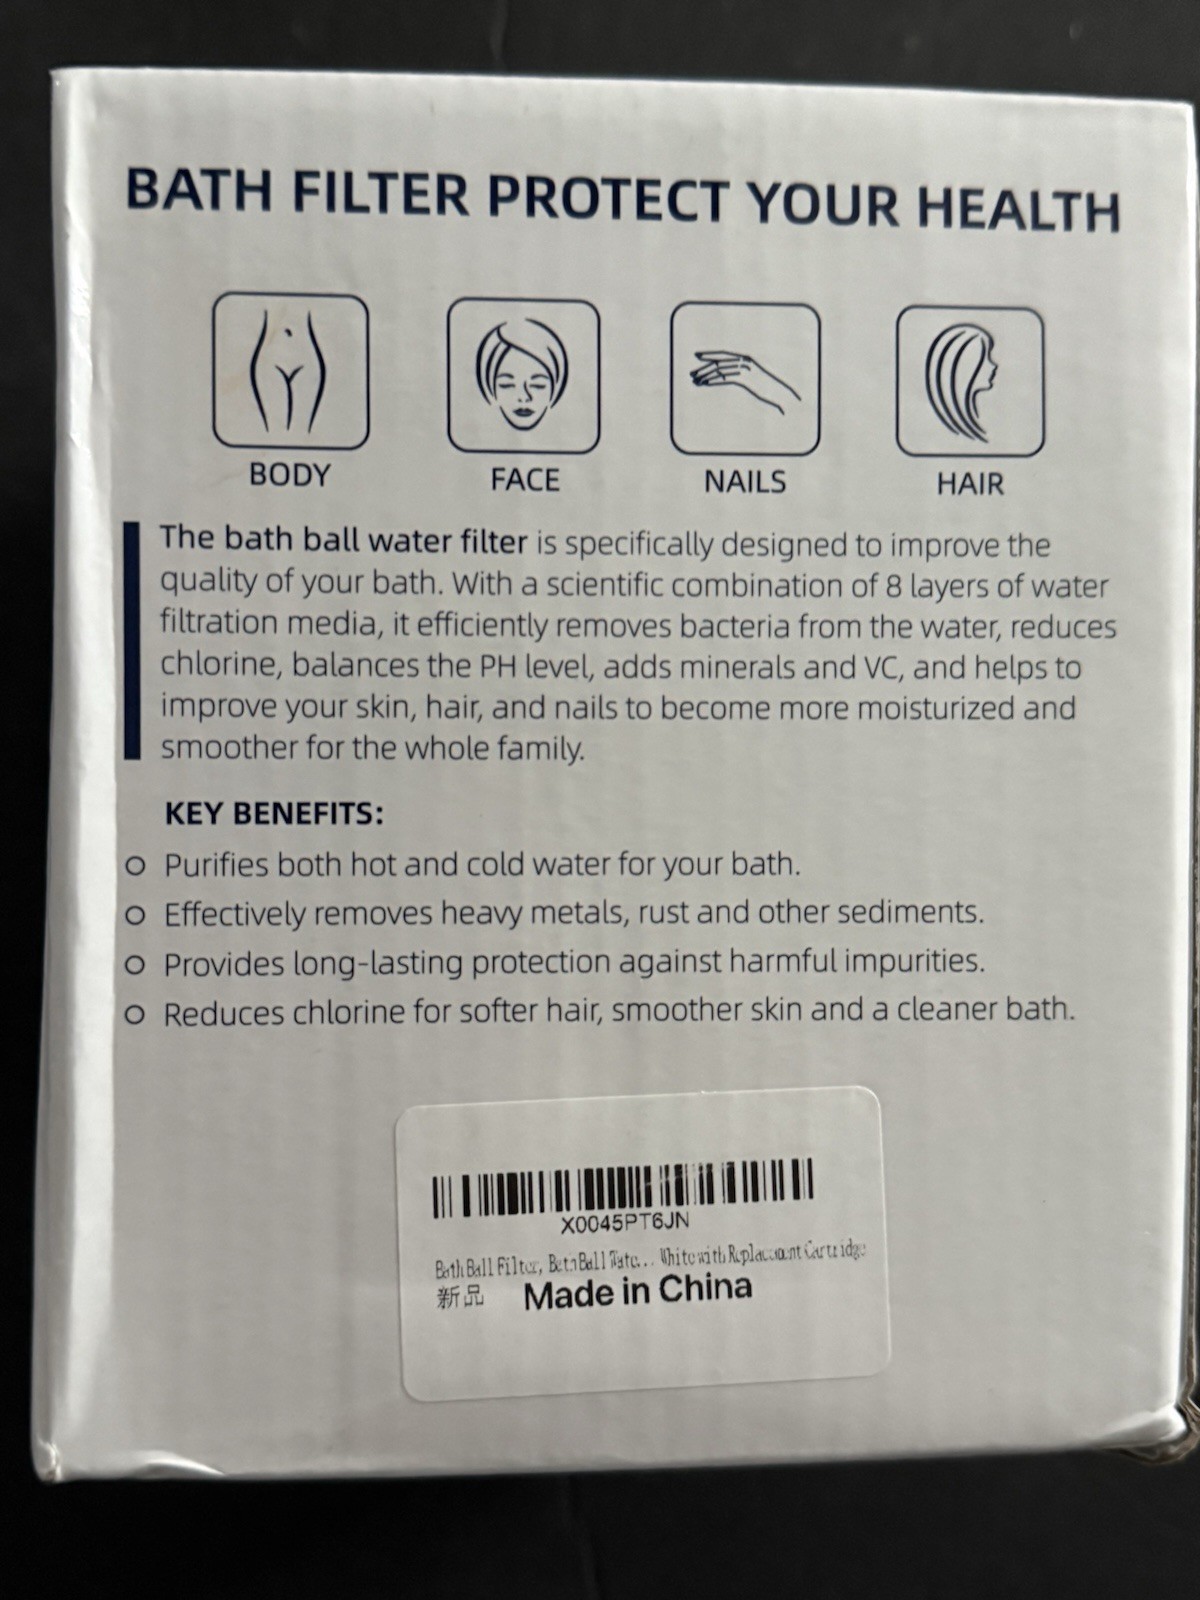 BATH FILTER PROTECT YOUR HEALTH
BODY FACE NAILS HAIR
The bath ball water filter is specifically designed to improve the
quality of your bath. With a scientific combination of 8 layers of water
filtration media, it efficiently removes bacteria from the water, reduces
chlorine, balances the PH level, adds minerals and VC, and helps to
improve your skin, hair, and nails to become more moisturized and
smoother for the whole family.
KEY BENEFITS:
Purifies both hot and cold water for your bath.
Effectively removes heavy metals, rust and other sediments.
Provides long-lasting protection against harmful impurities.
Reduces chlorine for softer hair, smoother skin and a cleaner bath.
X0045PT6JN
Bath Ball Filter, Ball ... White with Replacement Cartridge
新品 Made in China